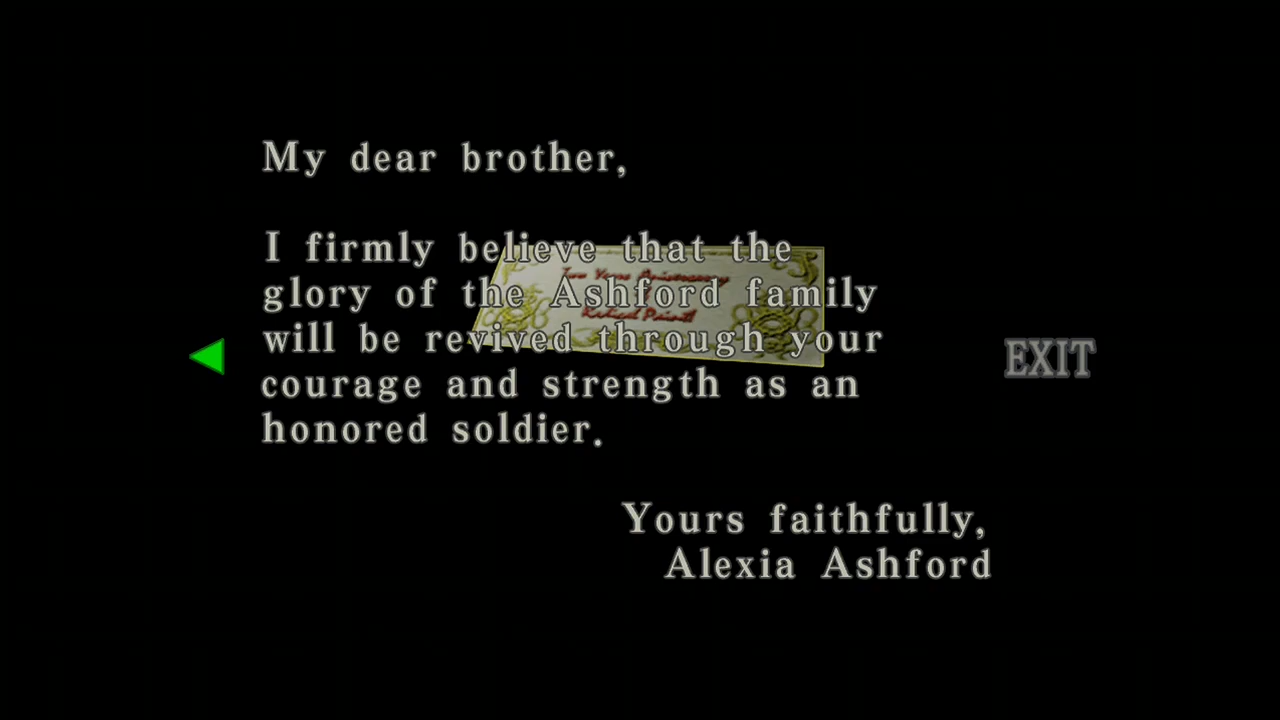 My dear brother,
I firmly believe that the
glory of the Ashford family
will be revived through your
courage and strength as an
honored soldier.
EXIT
Yours faithfully,
Alexia Ashford